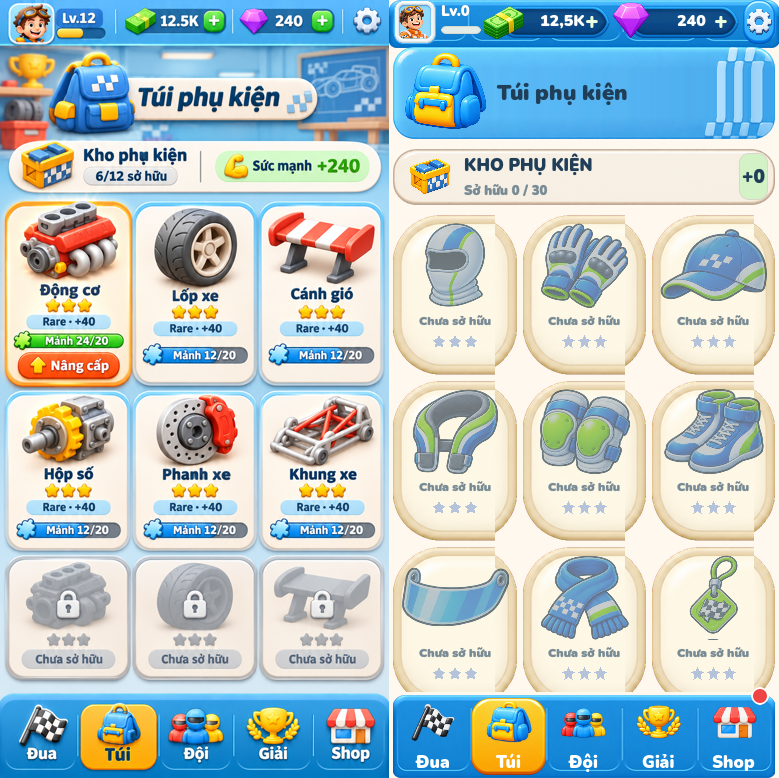 Lv.12
12.5K +
240 +
Túi phụ kiện
Kho phụ kiện
6/12 sở hữu
Sức mạnh +240
Động cơ
Rare • +40
Mảnh 24/20
Nâng cấp
Lốp xe
Rare • +40
Mảnh 12/20
Cánh gió
Rare • +40
Mảnh 12/20
Hộp số
Rare • +40
Mảnh 12/20
Phanh xe
Rare • +40
Mảnh 12/20
Khung xe
Rare • +40
Mảnh 12/20
Chưa sở hữu
Chưa sở hữu
Chưa sở hữu
Đua
Túi
Đội
Giải
Shop
Lv.0
12,5K+
240 +
Túi phụ kiện
KHO PHỤ KIỆN
Sở hữu 0 / 30
+0
Chưa sở hữu
Chưa sở hữu
Chưa sở hữu
Chưa sở hữu
Chưa sở hữu
Chưa sở hữu
Chưa sở hữu
Chưa sở hữu
Chưa sở hữu
Đua
Túi
Đội
Giải
Shop